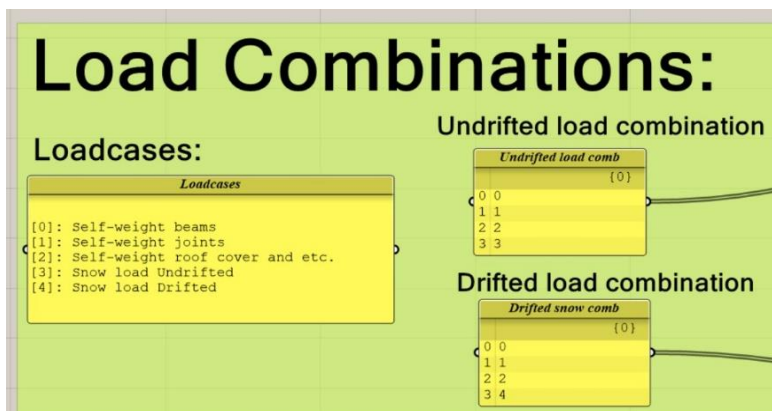 Load Combinations:
Loadcases:
Loadcases
[0]: Self-weight beams
[1]: Self-weight joints
[2]: Self-weight roof cover and etc.
[3]: Snow load Undrifted
[4]: Snow load Drifted
Undrifted load combination
Undrifted load comb
{0}
0 0
1 1
2 2
3 3
Drifted load combination
Drifted snow comb
{0}
0 0
1 1
2 2
3 4